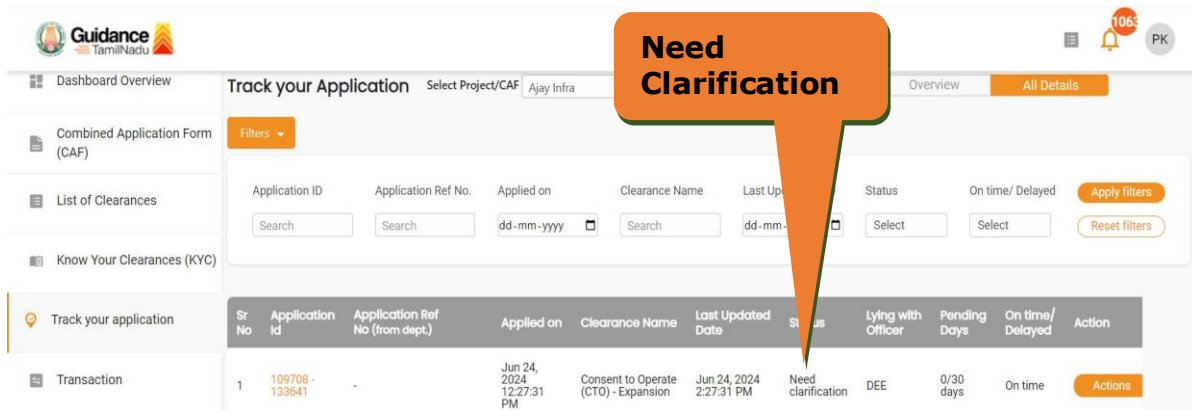 Guidance
TamilNadu
Need
Clarification
1063
PK
Dashboard Overview
Track your Application
Select Project/CAF
Ajay Infra
Overview
All Details
Combined Application Form
(CAF)
Filters
List of Clearances
Application ID
Application Ref No.
Applied on
Clearance Name
Status
On time/ Delayed
Apply filters
Search
Search
dd-mm-yyyy
Search
Select
Select
Reset filters
Know Your Clearances (KYC)
Track your application
Sr
No
Application
Id
Application Ref
No (from dept.)
Applied on
Clearance Name
Last Updated
Date
Lying with
Officer
Pending
Days
On time/
Delayed
Action
Transaction
1
109708 -
133641
-
Jun 24,
2024
12:27:31
PM
Consent to Operate
(CTO) - Expansion
Jun 24, 2024
2:27:31 PM
Need
clarification
DEE
0/30
days
On time
Actions